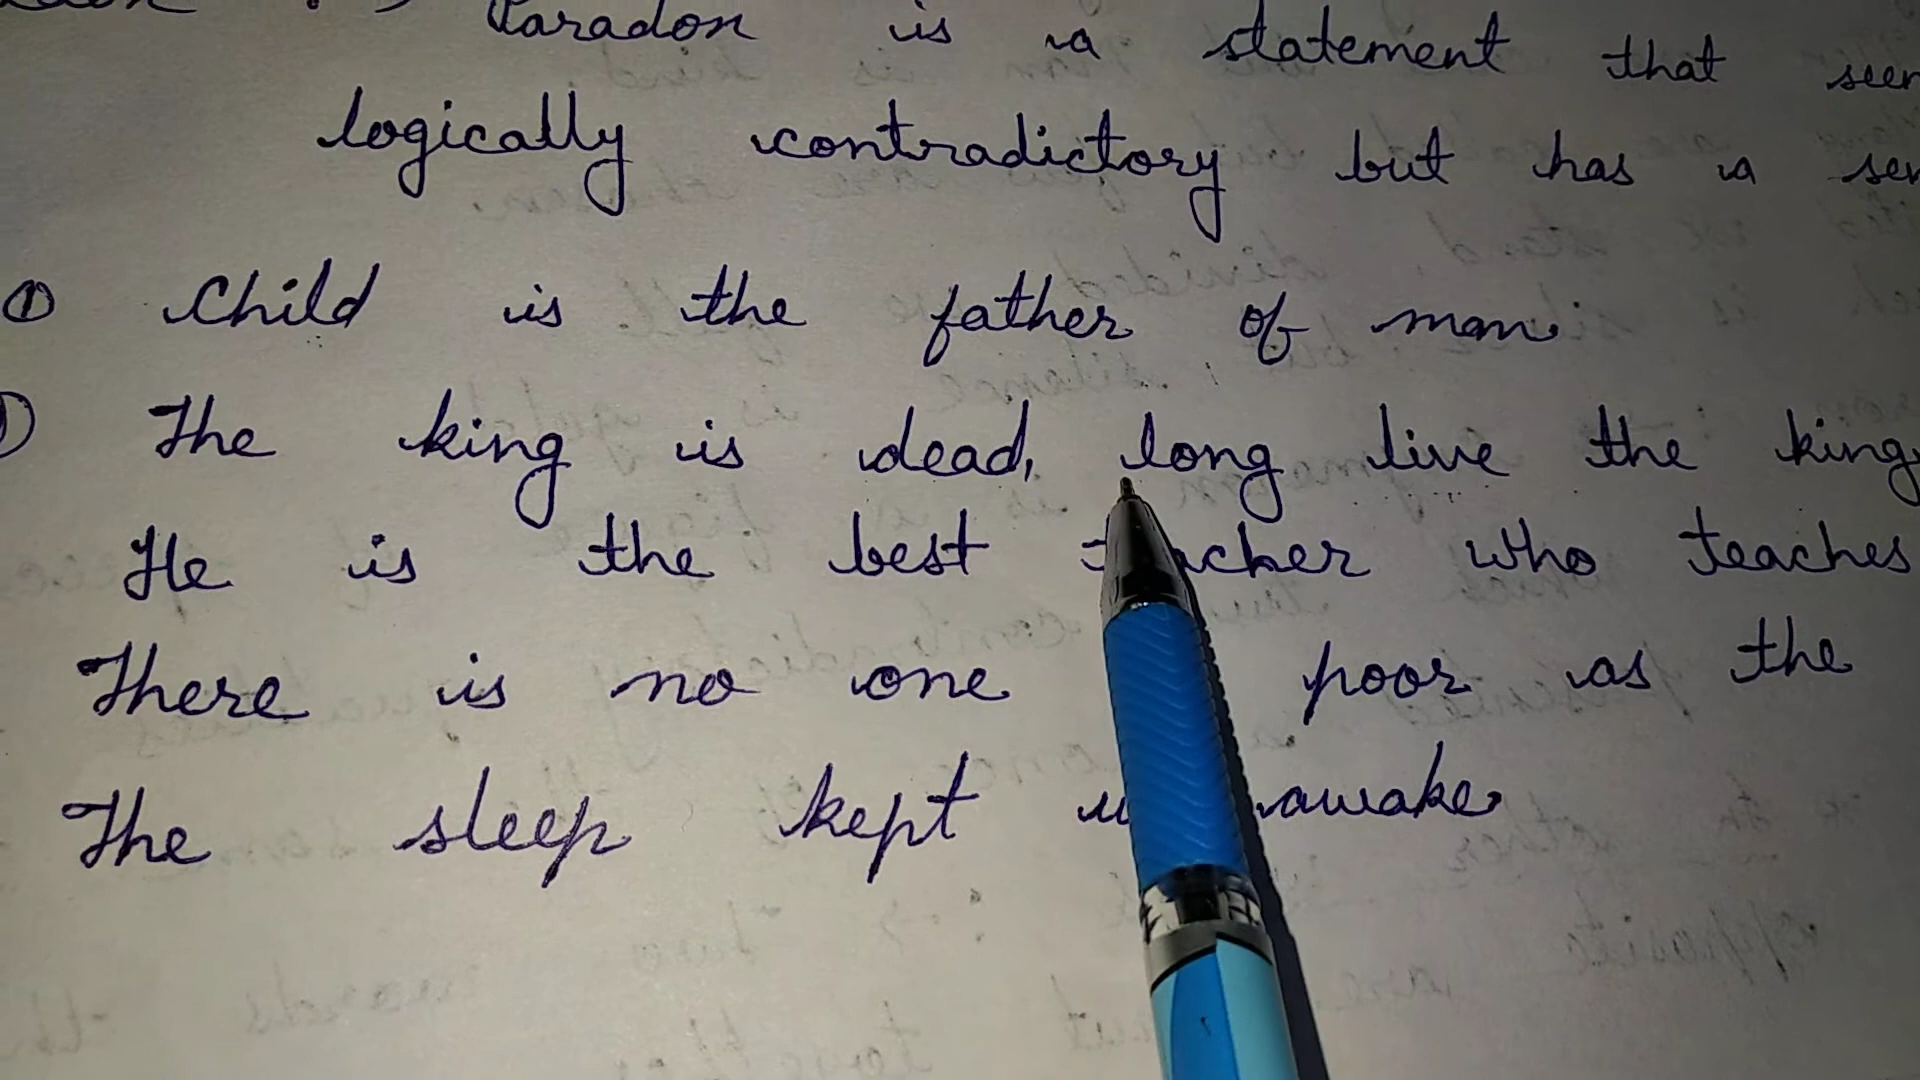 Paradox is a statement that
logically contradictory but has a
① Child is the father of man.
The king is dead, long live the king
He is the best teacher who teaches
There is no one poor as the
The sleep kept awake